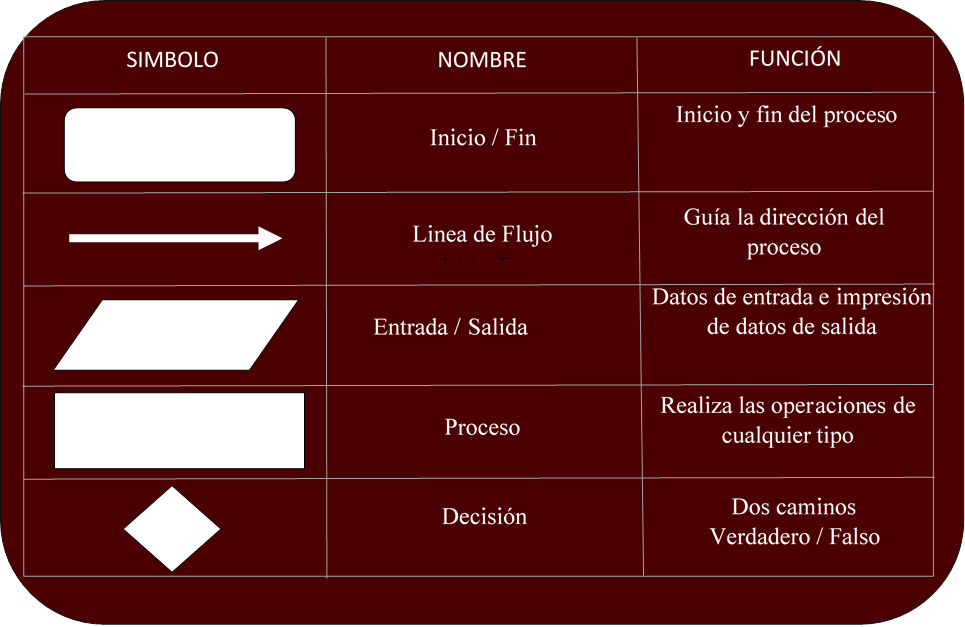 SIMBOLO NOMBRE FUNCIÓN
Inicio / Fin
Inicio y fin del proceso
Linea de Flujo
Guía la dirección del
proceso
Entrada / Salida
Datos de entrada e impresión
de datos de salida
Proceso
Realiza las operaciones de
cualquier tipo
Decisión
Dos caminos
Verdadero / Falso